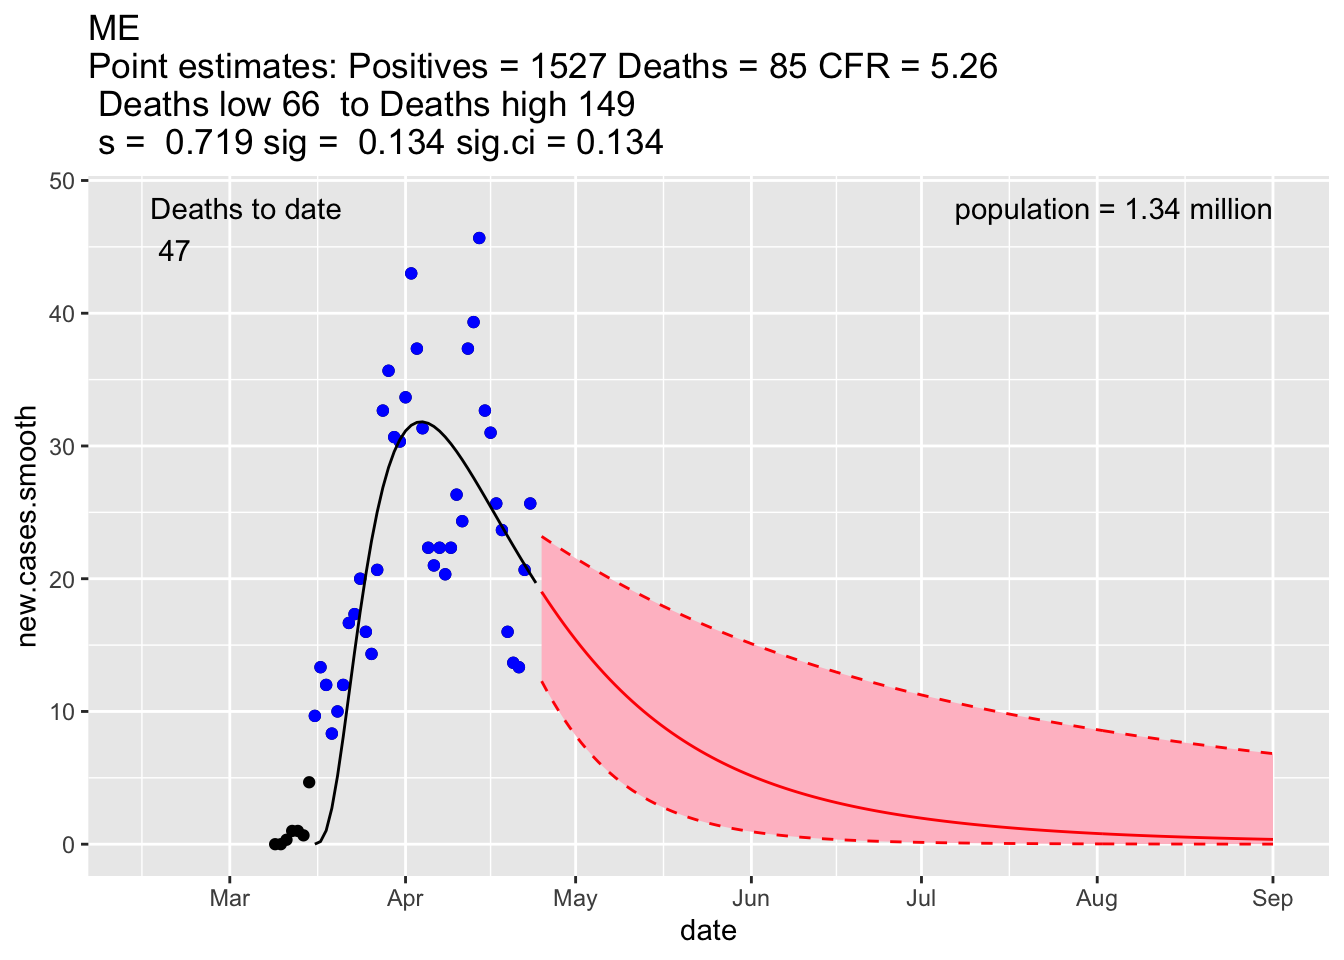 ME
Point estimates: Positives = 1527 Deaths = 85 CFR = 5.26
Deaths low 66  to Deaths high 149
s =  0.719 sig =  0.134 sig.ci = 0.134
Deaths to date
47
population = 1.34 million
50
40
30
20
10
0
new.cases.smooth
Mar Apr May Jun Jul Aug Sep
date